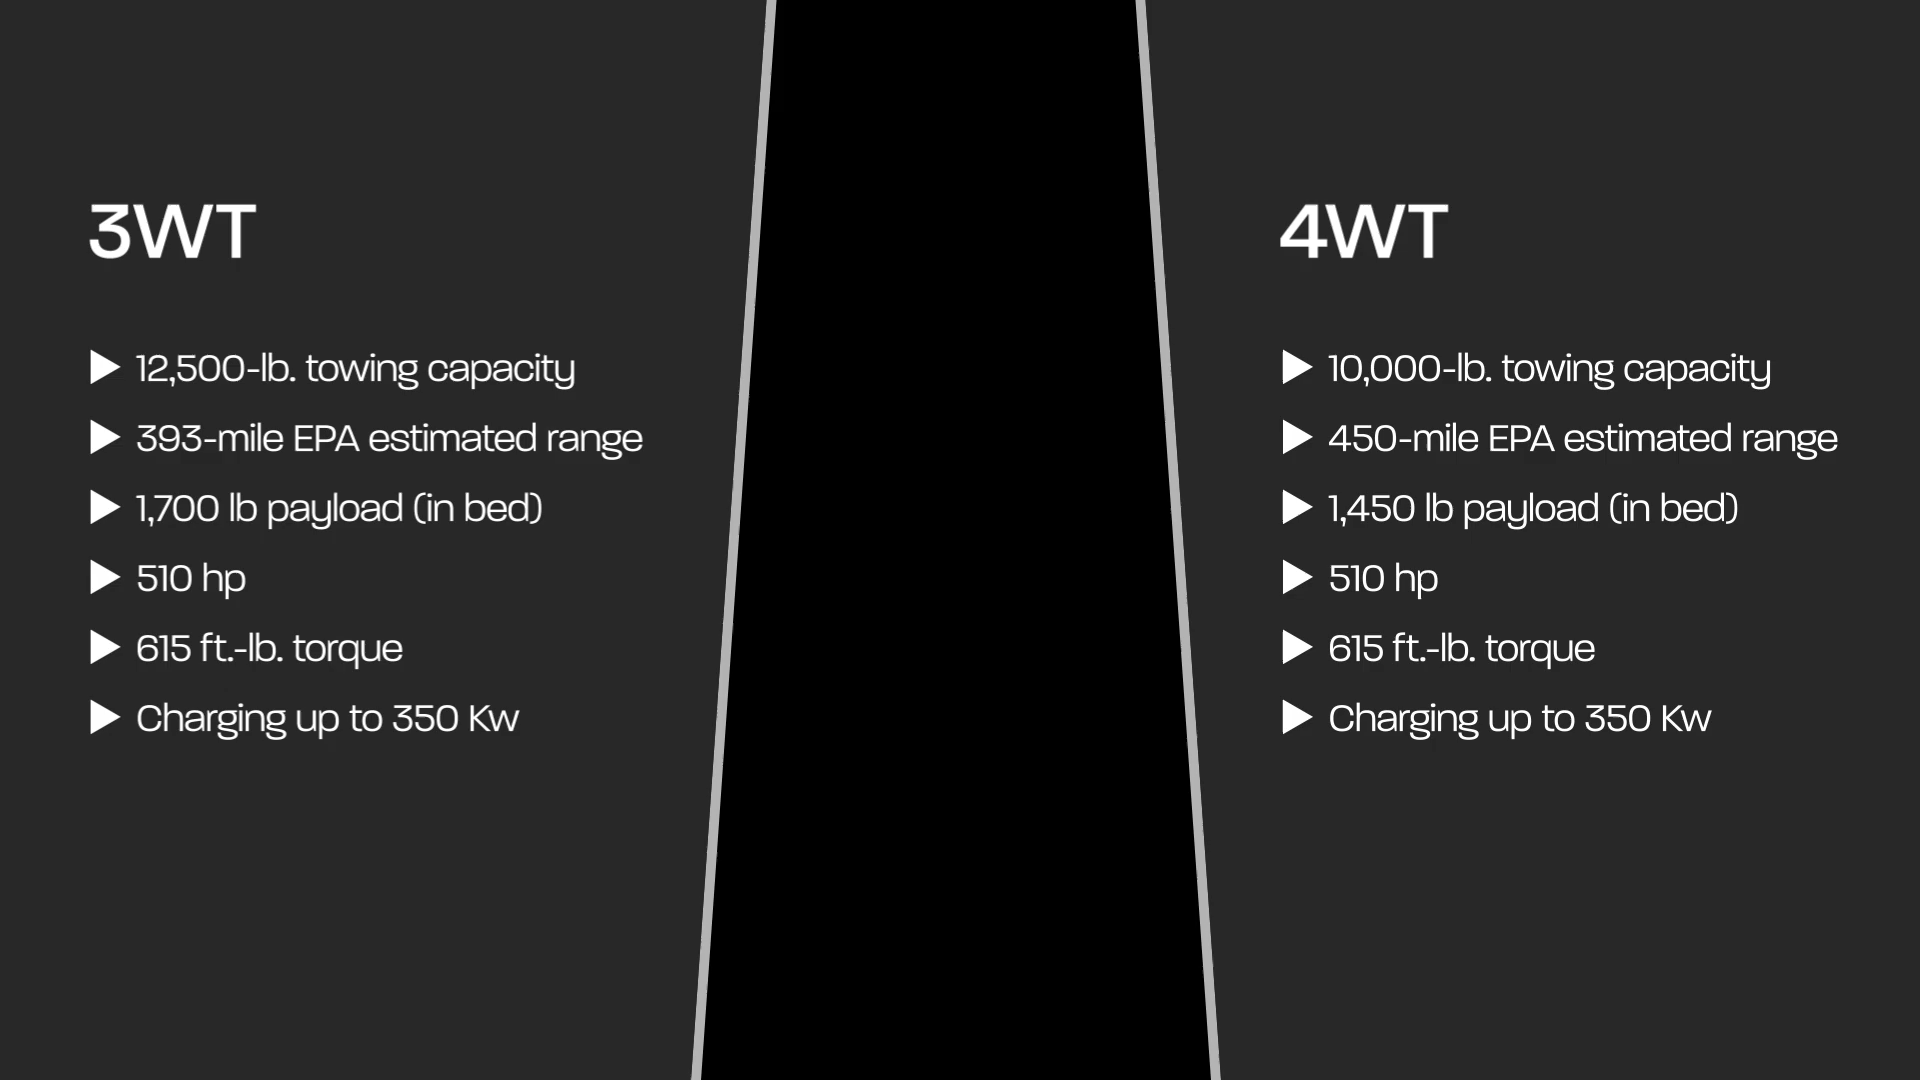 3WT
12,500-lb. towing capacity
393-mile EPA estimated range
1,700 lb payload (in bed)
510 hp
615 ft.-lb. torque
Charging up to 350 Kw
4WT
10,000-lb. towing capacity
450-mile EPA estimated range
1,450 lb payload (in bed)
510 hp
615 ft.-lb. torque
Charging up to 350 Kw